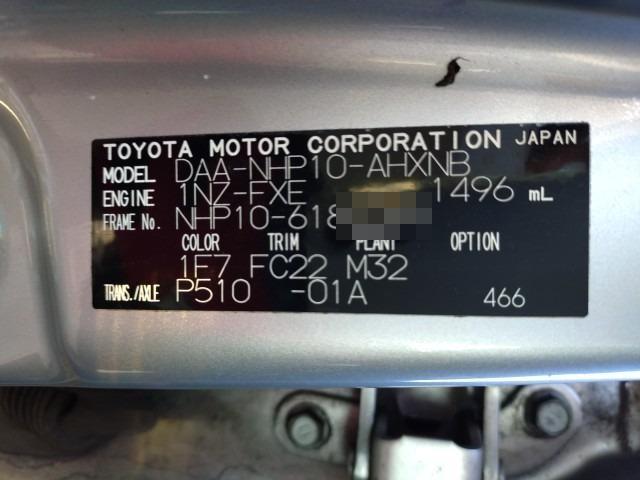 TOYOTA MOTOR CORPORATION JAPAN
MODEL DAA-NHP10-AHXNB
ENGINE 1NZ-FXE 1496 mL
FRAME No. NHP10-618
COLOR TRIM PLANT OPTION
1F7 FC22 M32
TRANS./AXLE P510 -01A 466